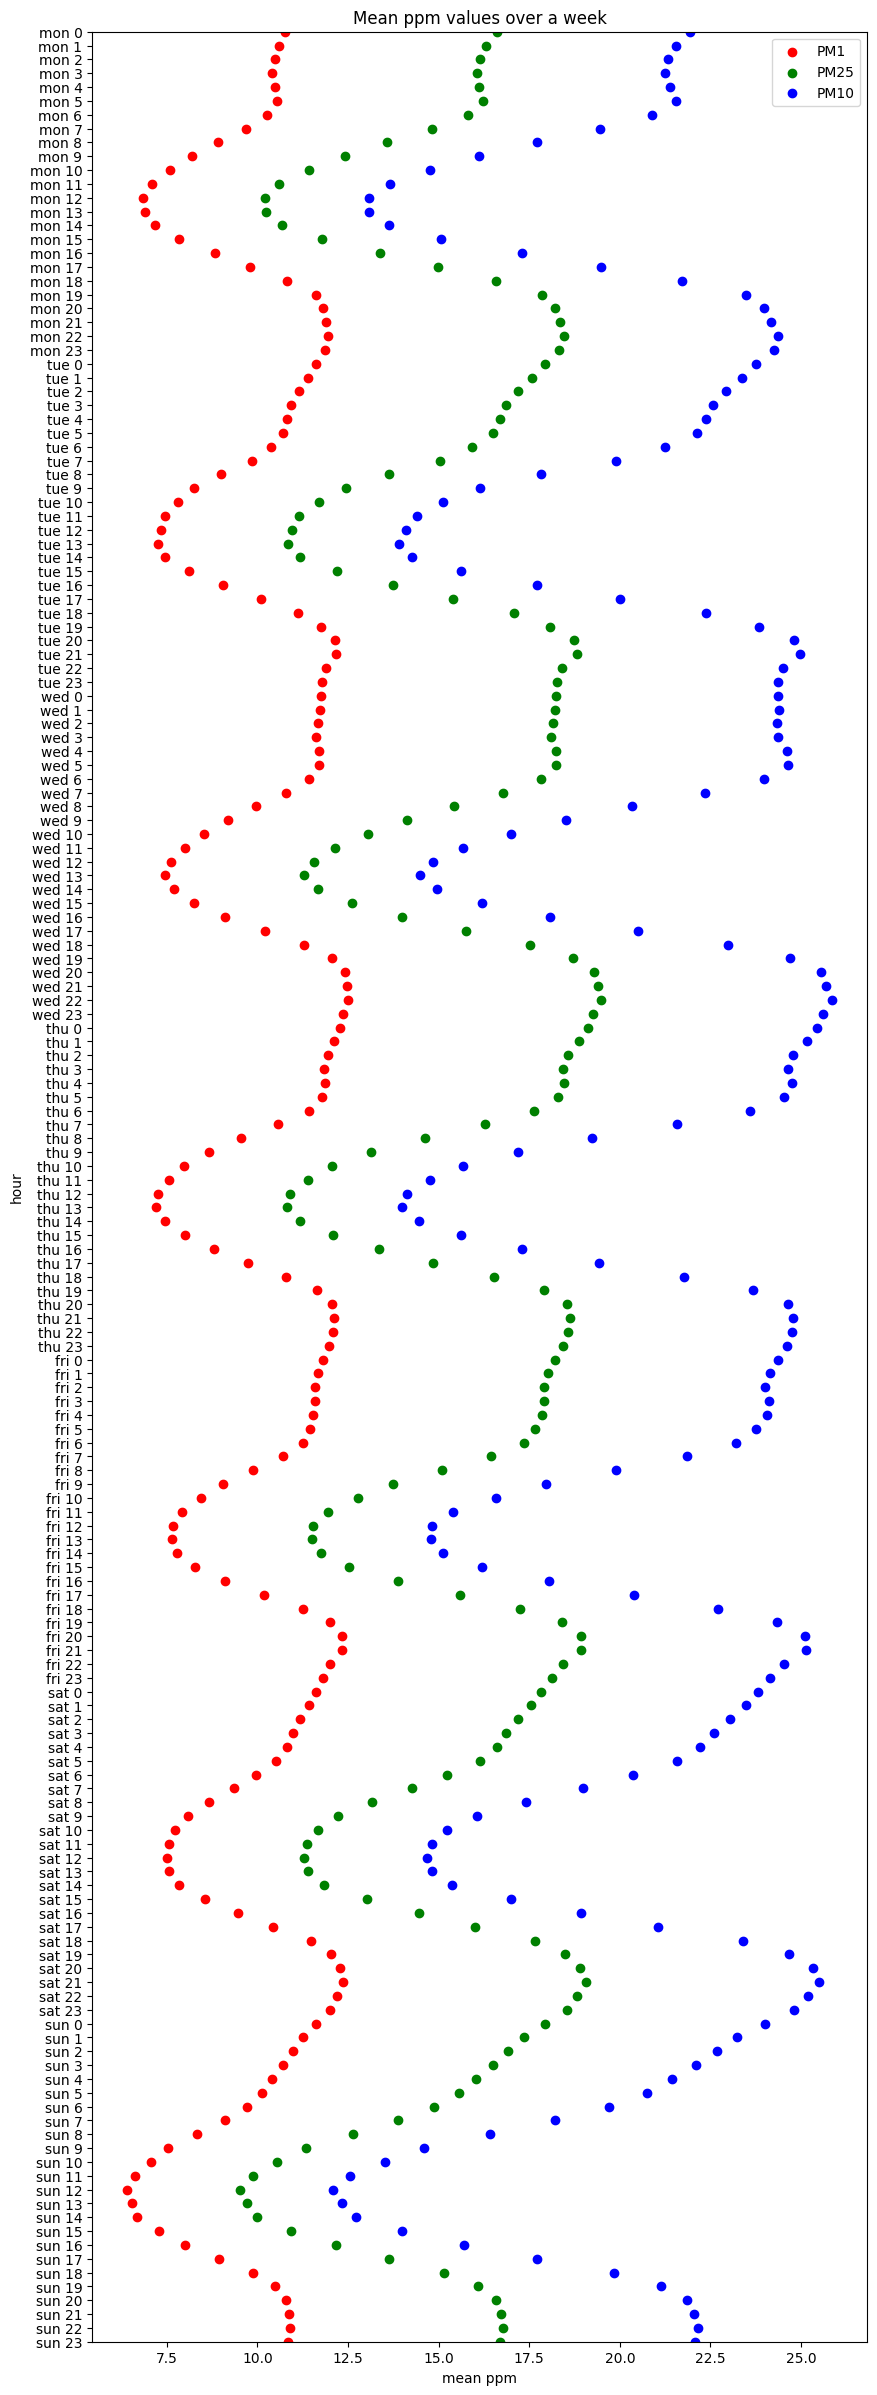 Mean ppm values over a week
PM1
PM25
PM10
mon 0
mon 1
mon 2
mon 3
mon 4
mon 5
mon 6
mon 7
mon 8
mon 9
mon 10
mon 11
mon 12
mon 13
mon 14
mon 15
mon 16
mon 17
mon 18
mon 19
mon 20
mon 21
mon 22
mon 23
tue 0
tue 1
tue 2
tue 3
tue 4
tue 5
tue 6
tue 7
tue 8
tue 9
tue 10
tue 11
tue 12
tue 13
tue 14
tue 15
tue 16
tue 17
tue 18
tue 19
tue 20
tue 21
tue 22
tue 23
wed 0
wed 1
wed 2
wed 3
wed 4
wed 5
wed 6
wed 7
wed 8
wed 9
wed 10
wed 11
wed 12
wed 13
wed 14
wed 15
wed 16
wed 17
wed 18
wed 19
wed 20
wed 21
wed 22
wed 23
thu 0
thu 1
thu 2
thu 3
thu 4
thu 5
thu 6
thu 7
thu 8
thu 9
thu 10
thu 11
thu 12
thu 13
thu 14
thu 15
thu 16
thu 17
thu 18
thu 19
thu 20
thu 21
thu 22
thu 23
fri 0
fri 1
fri 2
fri 3
fri 4
fri 5
fri 6
fri 7
fri 8
fri 9
fri 10
fri 11
fri 12
fri 13
fri 14
fri 15
fri 16
fri 17
fri 18
fri 19
fri 20
fri 21
fri 22
fri 23
sat 0
sat 1
sat 2
sat 3
sat 4
sat 5
sat 6
sat 7
sat 8
sat 9
sat 10
sat 11
sat 12
sat 13
sat 14
sat 15
sat 16
sat 17
sat 18
sat 19
sat 20
sat 21
sat 22
sat 23
sun 0
sun 1
sun 2
sun 3
sun 4
sun 5
sun 6
sun 7
sun 8
sun 9
sun 10
sun 11
sun 12
sun 13
sun 14
sun 15
sun 16
sun 17
sun 18
sun 19
sun 20
sun 21
sun 22
sun 23
hour
7.5 10.0 12.5 15.0 17.5 20.0 22.5 25.0
mean ppm